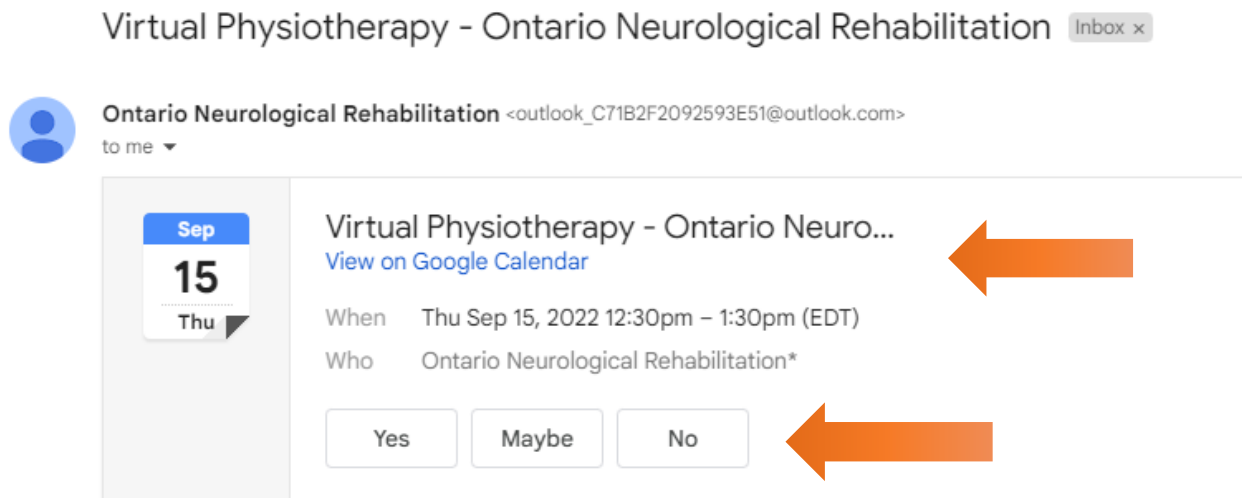 Virtual Physiotherapy - Ontario Neurological Rehabilitation Inbox ×
Ontario Neurological Rehabilitation <outlook_C71B2F2092593E51@outlook.com>
to me
Sep
15
Thu
Virtual Physiotherapy - Ontario Neuro...
View on Google Calendar
When Thu Sep 15, 2022 12:30pm – 1:30pm (EDT)
Who Ontario Neurological Rehabilitation*
Yes Maybe No